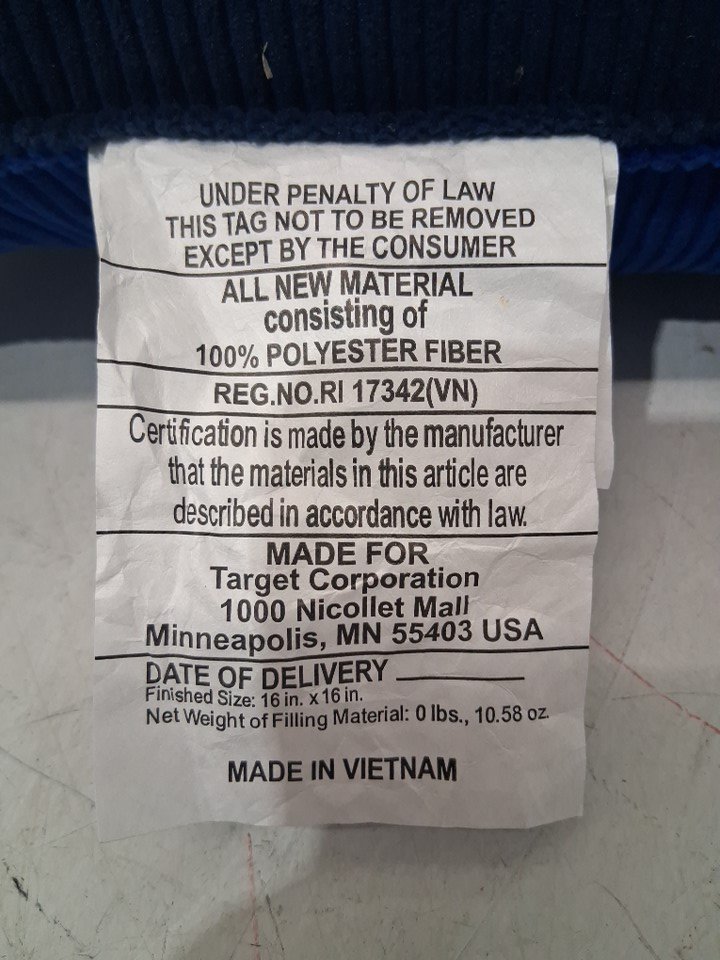 UNDER PENALTY OF LAW
THIS TAG NOT TO BE REMOVED
EXCEPT BY THE CONSUMER
ALL NEW MATERIAL
consisting of
100% POLYESTER FIBER
REG.NO.RI 17342(VN)
Certification is made by the manufacturer
that the materials in this article are
described in accordance with law.
MADE FOR
Target Corporation
1000 Nicollet Mall
Minneapolis, MN 55403 USA
DATE OF DELIVERY
Finished Size: 16 in. x 16 in.
Net Weight of Filling Material: 0 lbs., 10.58 oz.
MADE IN VIETNAM